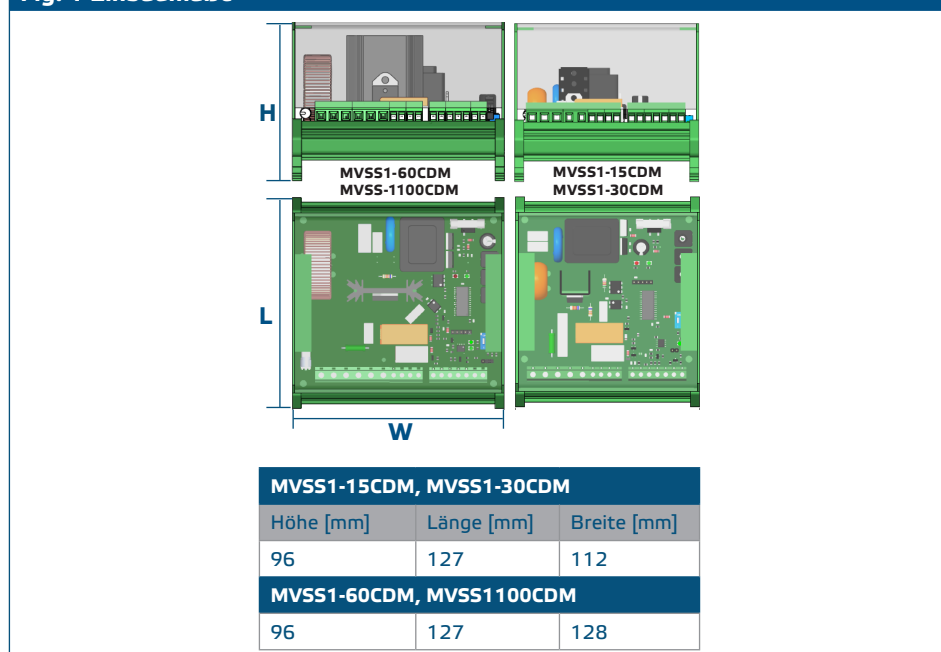 H
MVSS1-60CDM
MVSS-1100CDM
MVSS1-15CDM
MVSS1-30CDM
L
W
MVSS1-15CDM, MVSS1-30CDM
Höhe [mm] Länge [mm] Breite [mm]
96 127 112
MVSS1-60CDM, MVSS1100CDM
96 127 128